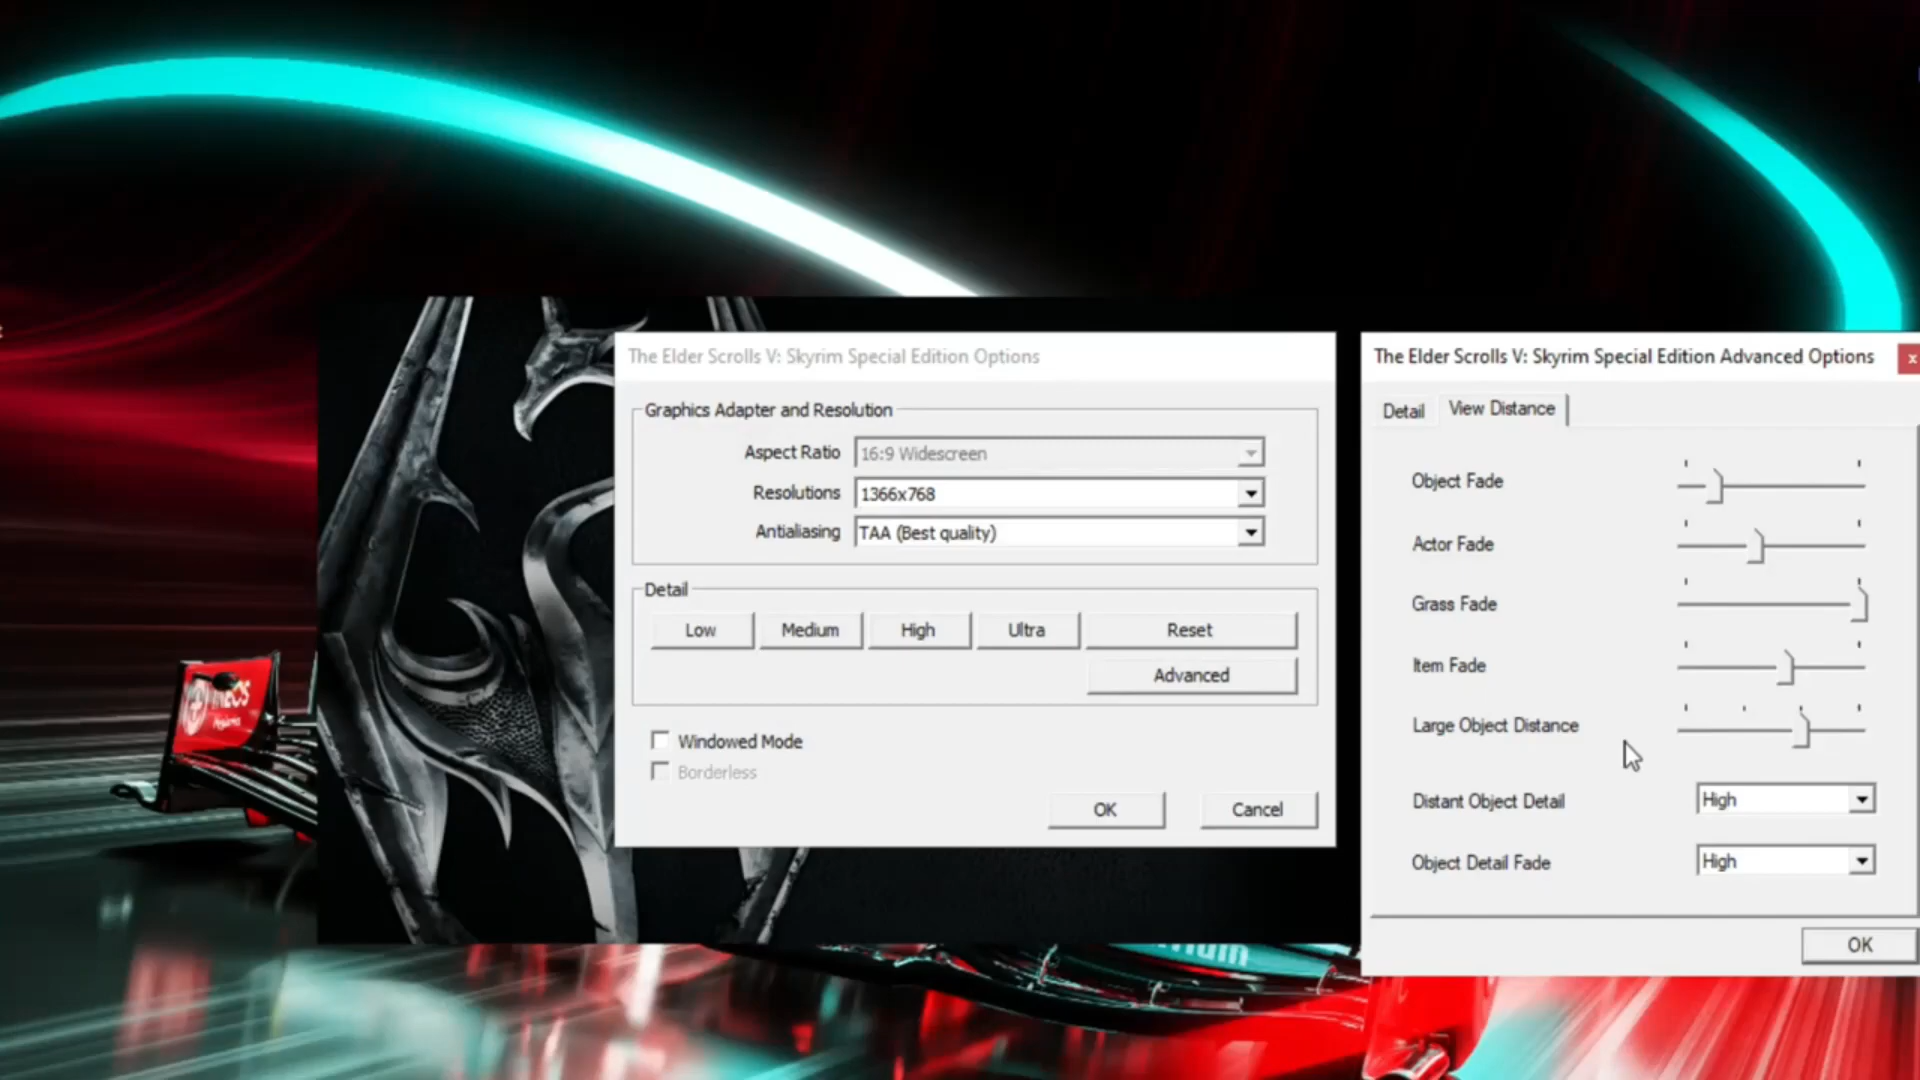 The Elder Scrolls V: Skyrim Special Edition Options
Graphics Adapter and Resolution
Aspect Ratio 16:9 Widescreen
Resolutions 1366x768
Antialiasing TAA (Best quality)
Detail
Low Medium High Ultra Reset
Advanced
Windowed Mode
Borderless
OK Cancel
The Elder Scrolls V: Skyrim Special Edition Advanced Options x
Detail View Distance
Object Fade
Actor Fade
Grass Fade
Item Fade
Large Object Distance
Distant Object Detail High
Object Detail Fade High
OK